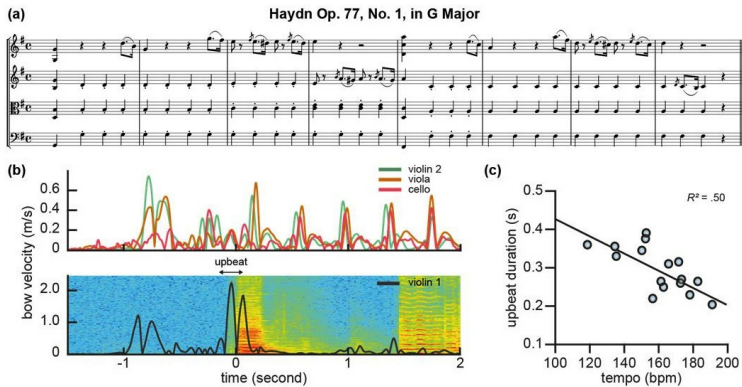 (a)
Haydn Op. 77, No. 1, in G Major
(b)
violin 2
viola
cello
bow velocity (m/s)
0.6
0.4
0.2
0
upbeat
violin 1
2.0
1.0
0
-1
0
1
2
time (second)
(c)
R² = .50
upbeat duration (s)
0.5
0.4
0.3
0.2
0.1
100
120
140
160
180
200
tempo (bpm)